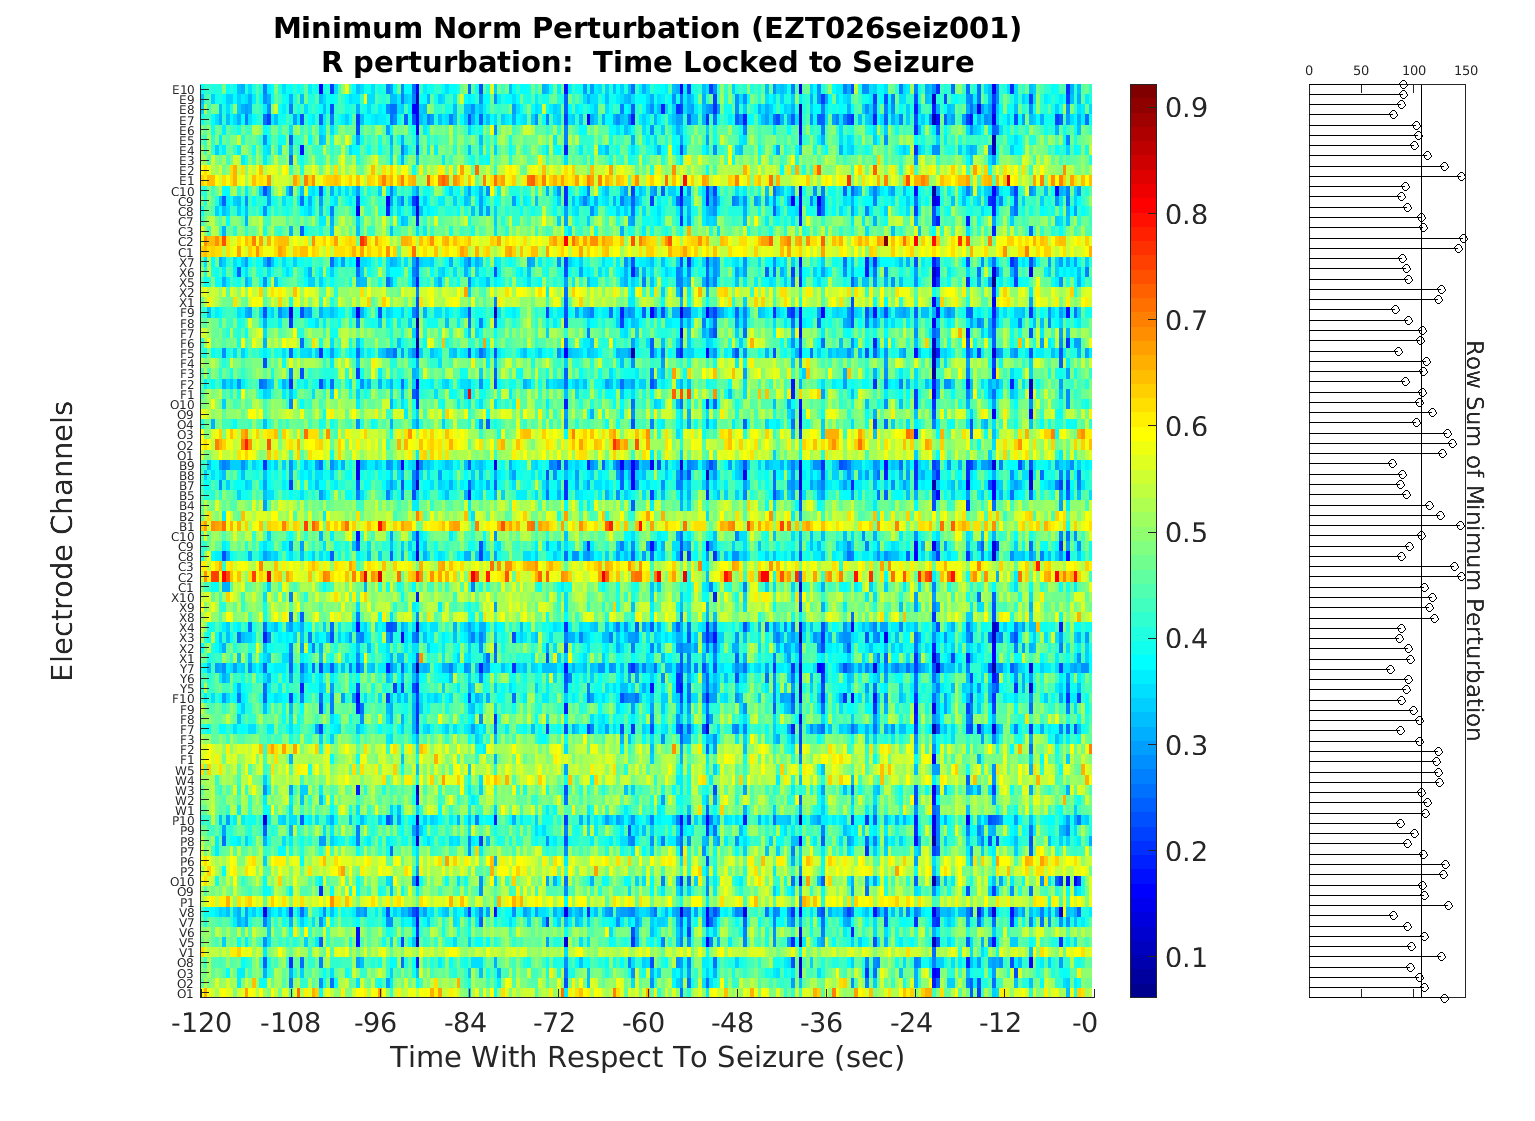 Minimum Norm Perturbation (EZT026seiz001)
R perturbation:  Time Locked to Seizure
Electrode Channels
E10
E9
E8
E7
E6
E5
E4
E3
E2
E1
C10
C9
C8
C7
C3
C2
C1
X7
X6
X5
X2
X1
F9
F8
F7
F6
F5
F4
F3
F2
F1
O10
O9
O4
O3
O2
O1
B9
B8
B7
B5
B4
B2
B1
C10
C9
C8
C3
C2
C1
X10
X9
X8
X4
X3
X2
X1
Y7
Y6
Y5
F10
F9
F8
F7
F3
F2
F1
W5
W4
W3
W2
W1
P10
P9
P8
P7
P6
P2
O10
O9
P1
V8
V7
V6
V5
V1
O8
O3
O2
O1
-120 -108 -96 -84 -72 -60 -48 -36 -24 -12 -0
Time With Respect To Seizure (sec)
0.9
0.8
0.7
0.6
0.5
0.4
0.3
0.2
0.1
0 50 100 150
Row Sum of Minimum Perturbation